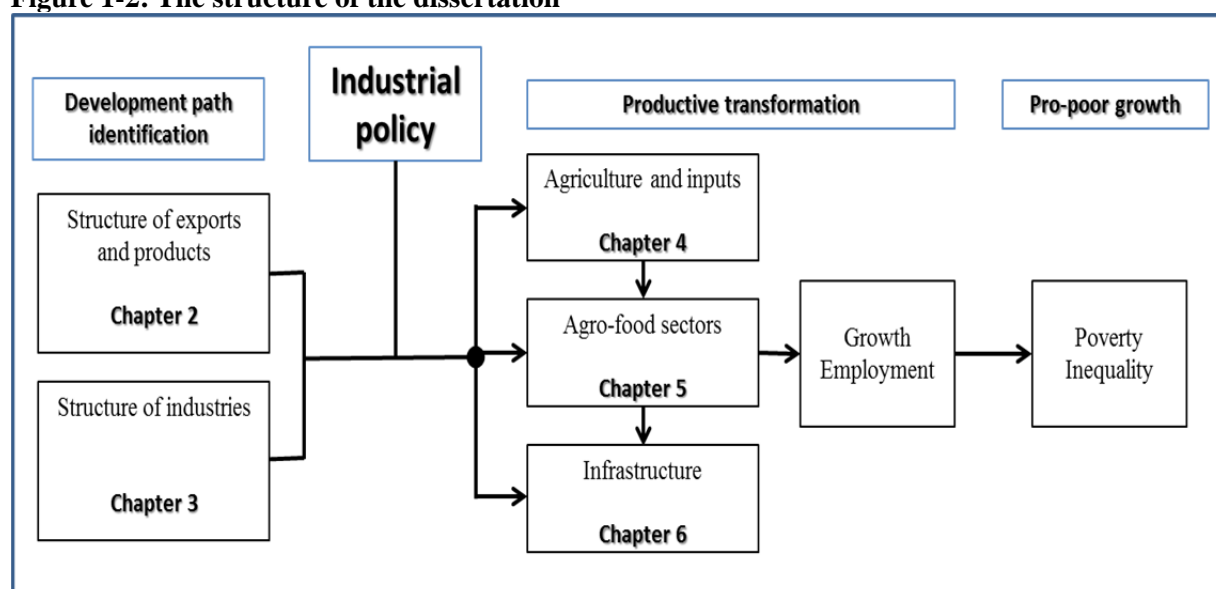 Figure 1-2: The structure of the dissertation
Development path
identification
Industrial
policy
Productive transformation
Pro-poor growth
Structure of exports
and products
Chapter 2
Structure of industries
Chapter 3
Agriculture and inputs
Chapter 4
Agro-food sectors
Chapter 5
Infrastructure
Chapter 6
Growth
Employment
Poverty
Inequality